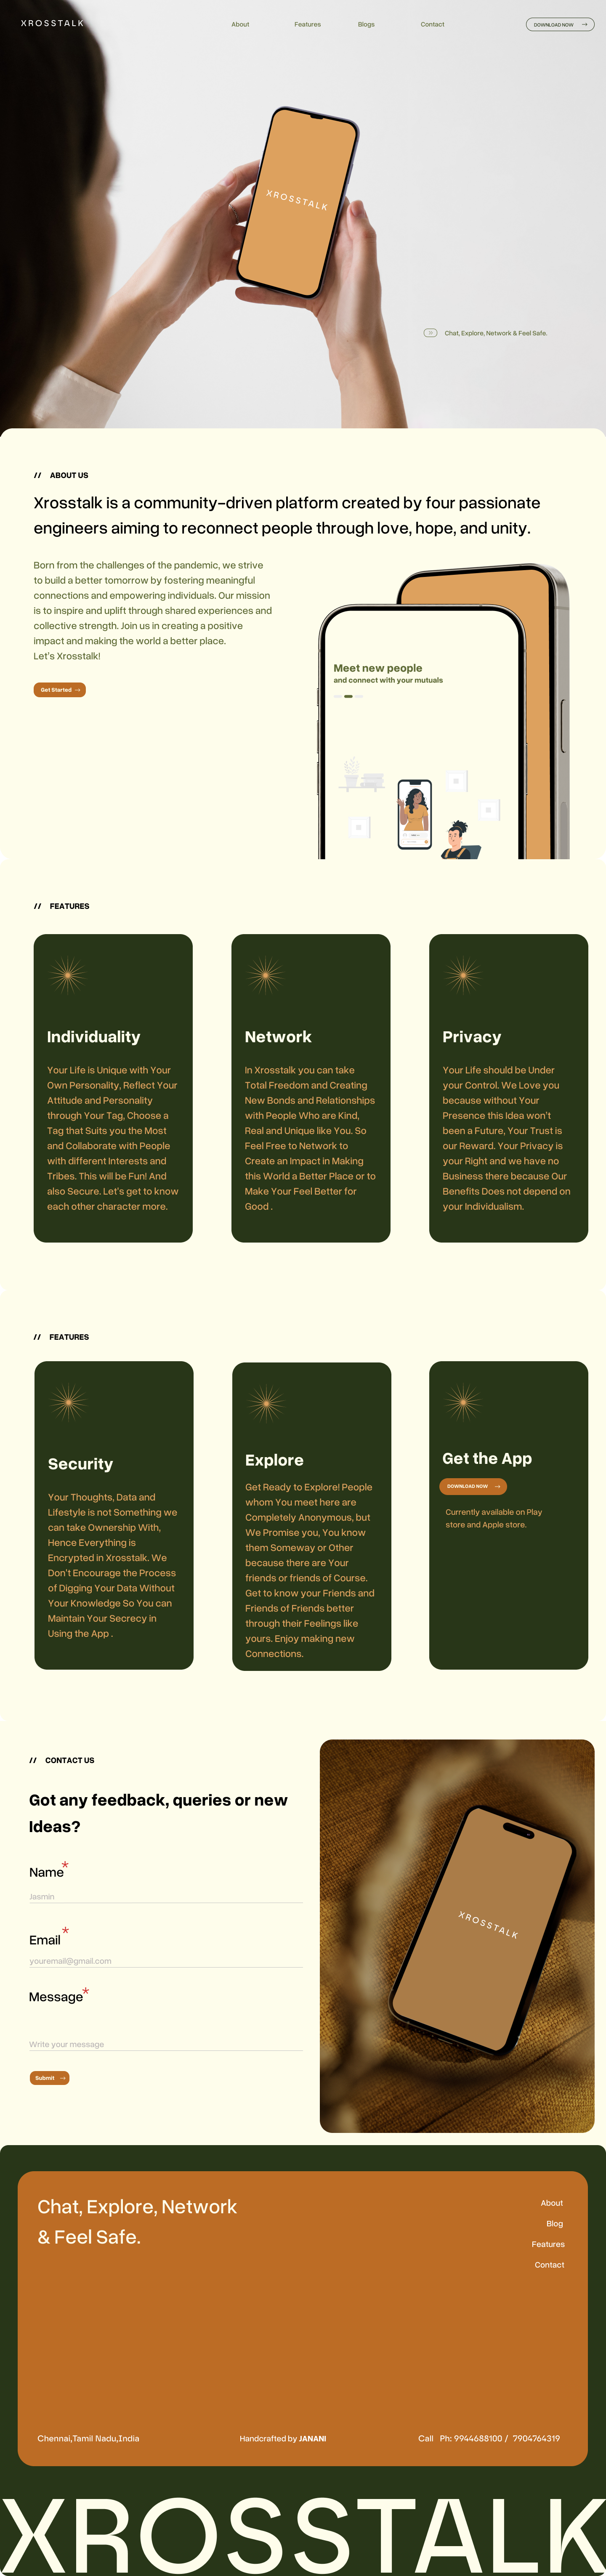 XROSSTALK
About
Features
Blogs
Contact
DOWNLOAD NOW
XROSSTALK
Chat, Explore, Network & Feel Safe.
// ABOUT US
Xrosstalk is a community-driven platform created by four passionate
engineers aiming to reconnect people through love, hope, and unity.
Born from the challenges of the pandemic, we strive
to build a better tomorrow by fostering meaningful
connections and empowering individuals. Our mission
is to inspire and uplift through shared experiences and
collective strength. Join us in creating a positive
impact and making the world a better place.
Let's Xrosstalk!
Get Started
Meet new people
and connect with your mutuals
// FEATURES
Individuality
Your Life is Unique with Your
Own Personality, Reflect Your
Attitude and Personality
through Your Tag, Choose a
Tag that Suits you the Most
and Collaborate with People
with different Interests and
Tribes. This will be Fun! And
also Secure. Let's get to know
each other character more.
Network
In Xrosstalk you can take
Total Freedom and Creating
New Bonds and Relationships
with People Who are Kind,
Real and Unique like You. So
Feel Free to Network to
Create an Impact in Making
this World a Better Place or to
Make Your Feel Better for
Good .
Privacy
Your Life should be Under
your Control. We Love you
because without Your
Presence this Idea won't
been a Future, Your Trust is
our Reward. Your Privacy is
your Right and we have no
Business there because Our
Benefits Does not depend on
your Individualism.
// FEATURES
Security
Your Thoughts, Data and
Lifestyle is not Something we
can take Ownership With,
Hence Everything is
Encrypted in Xrosstalk. We
Don't Encourage the Process
of Digging Your Data Without
Your Knowledge So You can
Maintain Your Secrecy in
Using the App .
Explore
Get Ready to Explore! People
whom You meet here are
Completely Anonymous, but
We Promise you, You know
them Someway or Other
because there are Your
friends or friends of Course.
Get to know your Friends and
Friends of Friends better
through their Feelings like
yours. Enjoy making new
Connections.
Get the App
DOWNLOAD NOW
Currently available on Play
store and Apple store.
// CONTACT US
Got any feedback, queries or new
Ideas?
Name*
Jasmin
Email *
youremail@gmail.com
Message*
Write your message
Submit
XROSSTALK
Chat, Explore, Network
& Feel Safe.
About
Blog
Features
Contact
Chennai,Tamil Nadu,India
Handcrafted by JANANI
Call Ph: 9944688100 / 7904764319
XROSSTALK